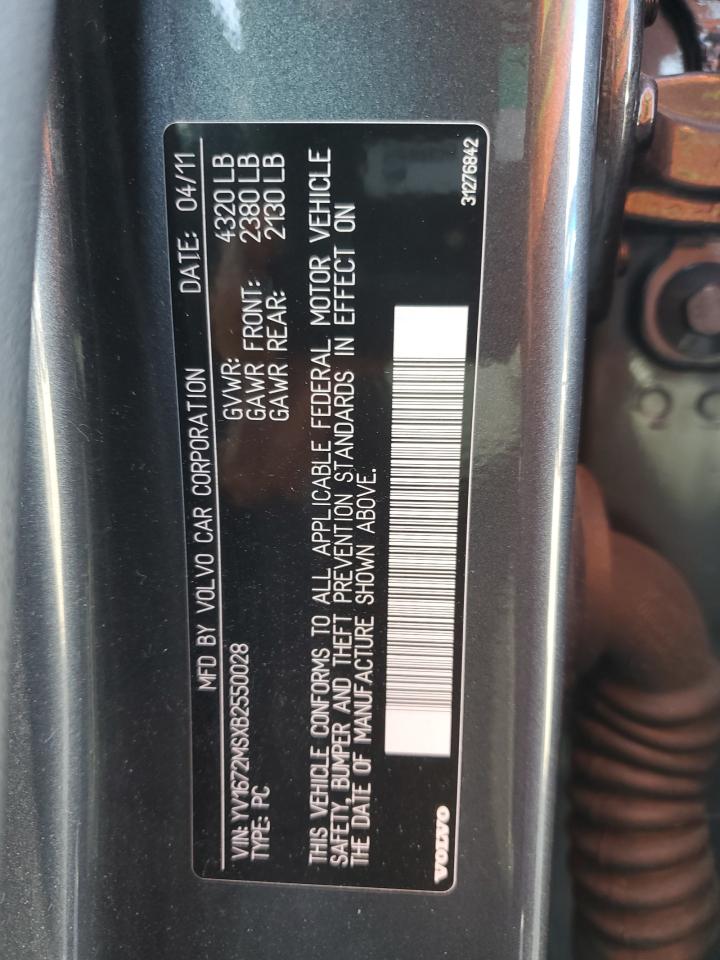 MFD BY VOLVO CAR CORPORATION DATE: 04/11
VIN: YV1672MSXB2550028 GVWR: 4320 LB
TYPE: PC GAWR FRONT: 2380 LB
GAWR REAR: 2130 LB
THIS VEHICLE CONFORMS TO ALL APPLICABLE FEDERAL MOTOR VEHICLE
SAFETY, BUMPER AND THEFT PREVENTION STANDARDS IN EFFECT ON
THE DATE OF MANUFACTURE SHOWN ABOVE.
VOLVO 31276842